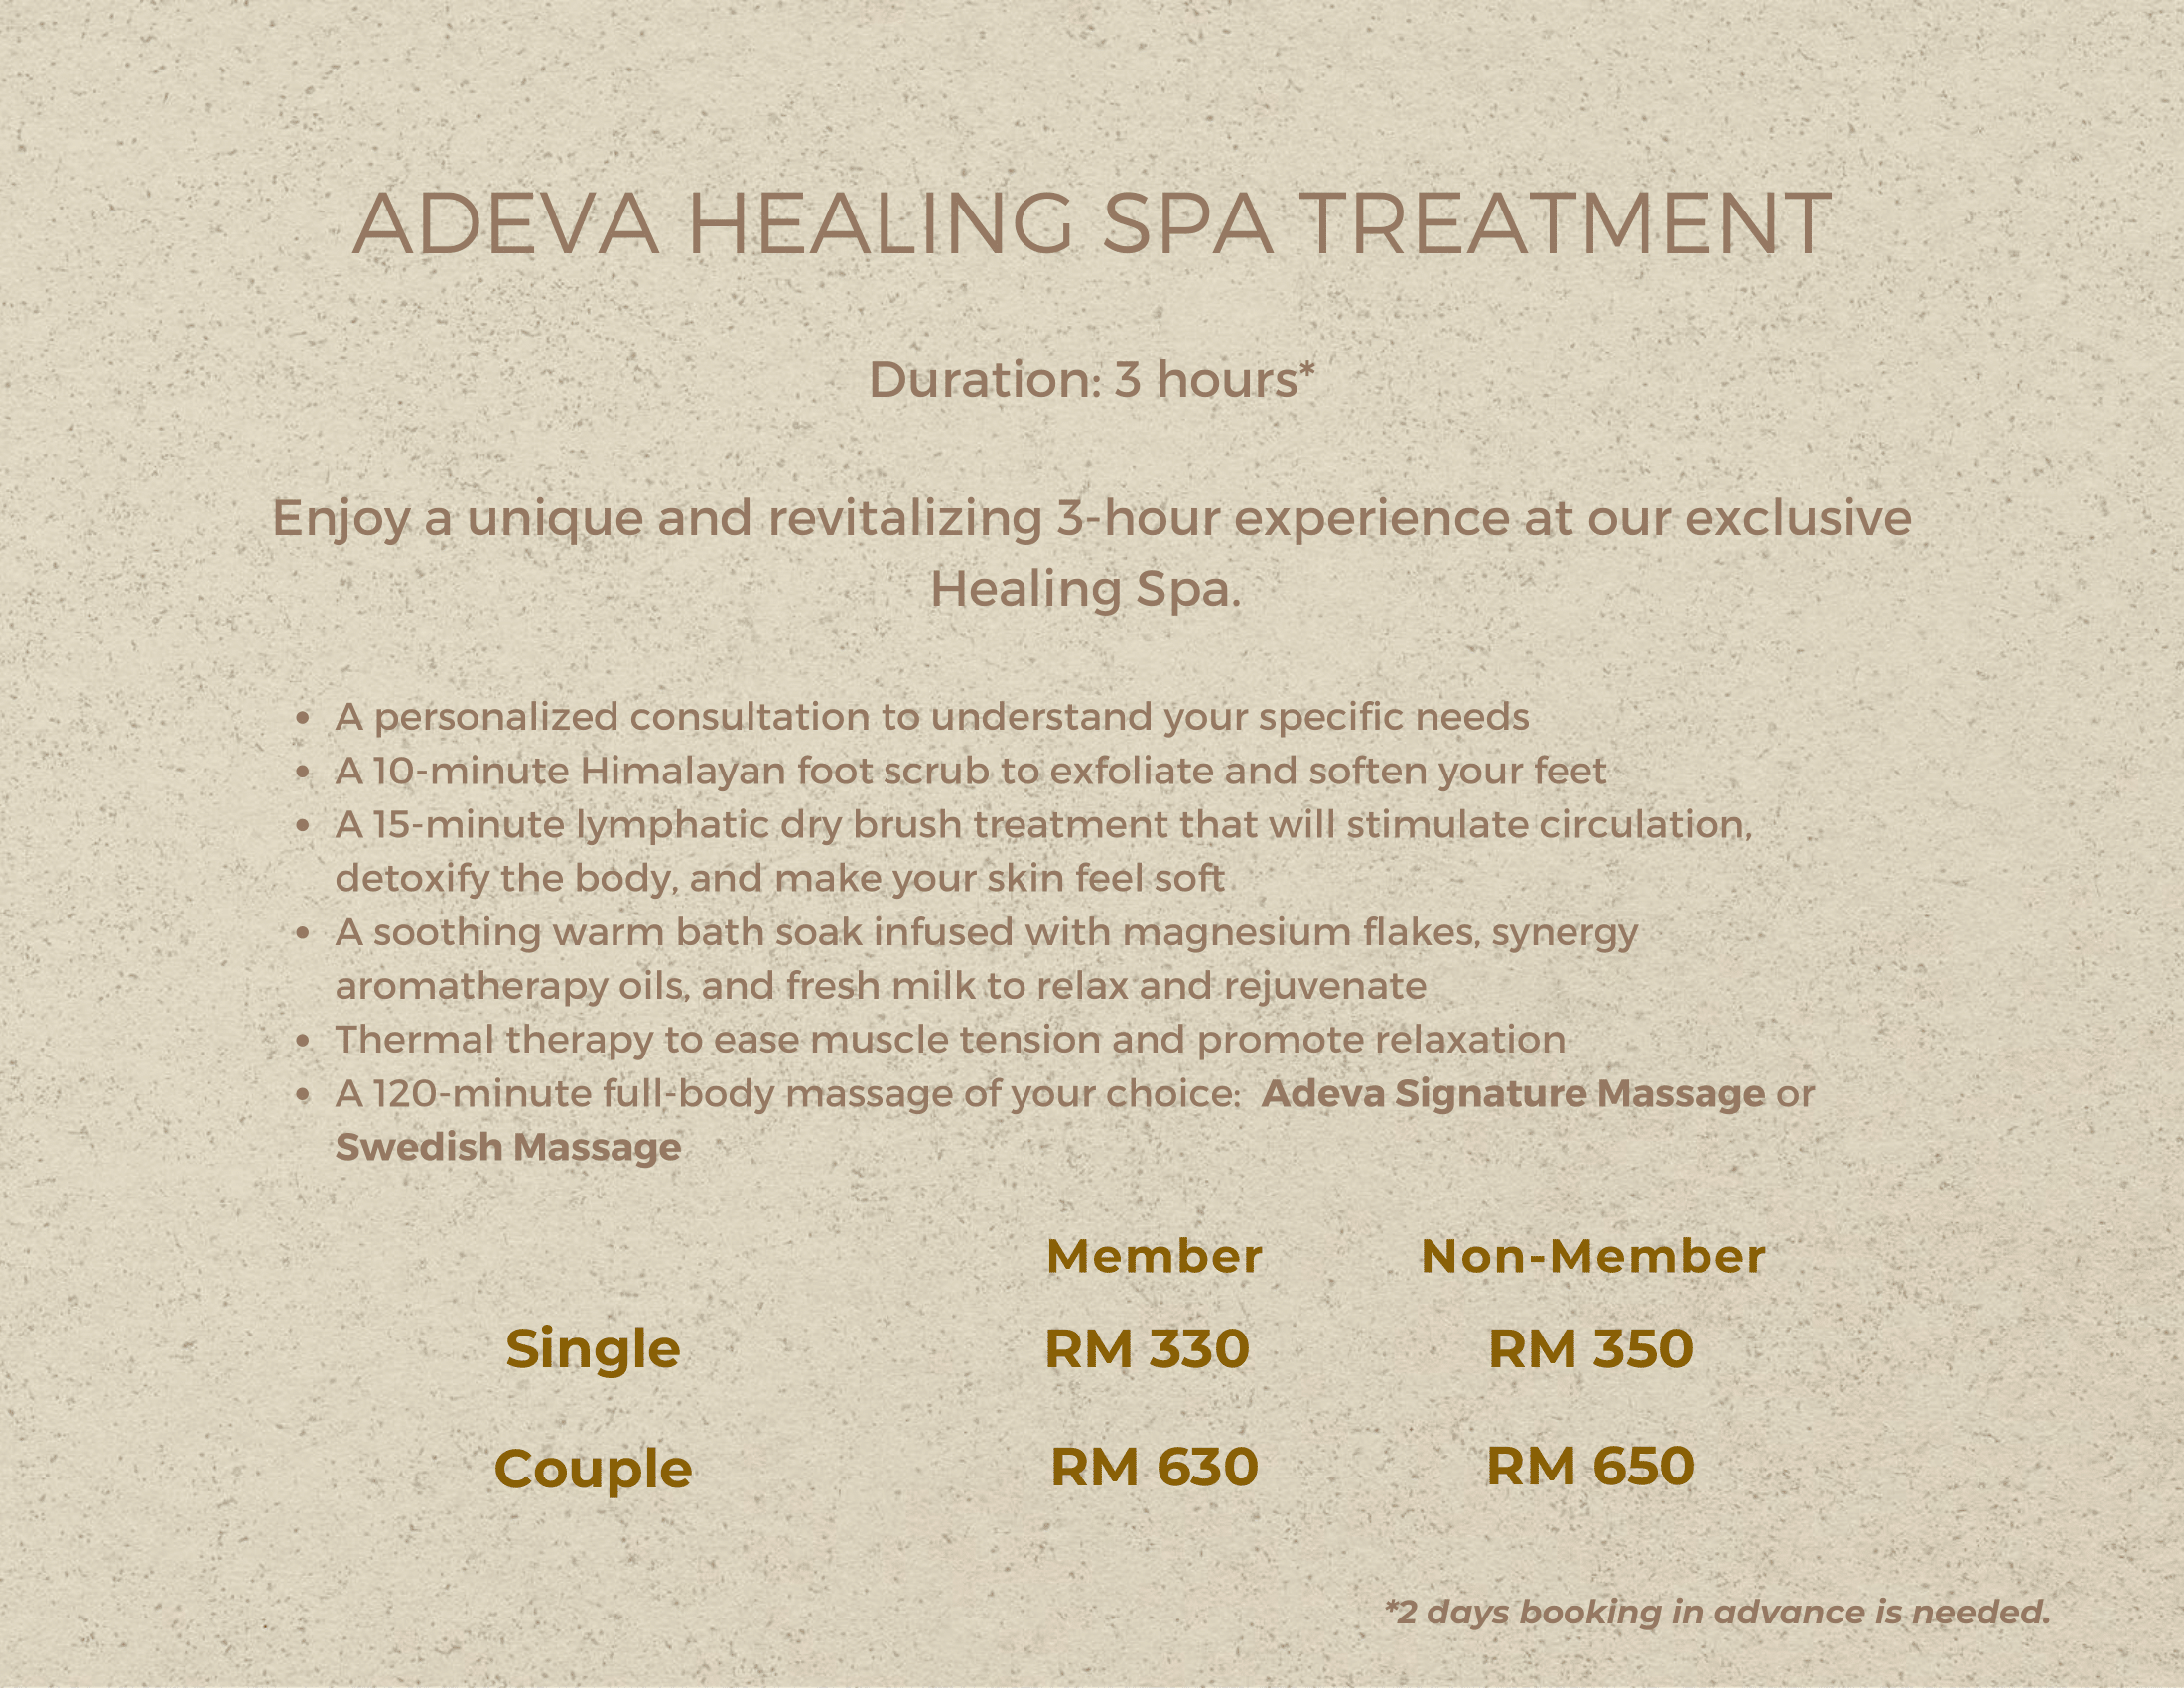 ADEVA HEALING SPA TREATMENT
Duration: 3 hours*
Enjoy a unique and revitalizing 3-hour experience at our exclusive
Healing Spa.
• A personalized consultation to understand your specific needs
• A 10-minute Himalayan foot scrub to exfoliate and soften your feet
• A 15-minute lymphatic dry brush treatment that will stimulate circulation,
detoxify the body, and make your skin feel soft
• A soothing warm bath soak infused with magnesium flakes, synergy
aromatherapy oils, and fresh milk to relax and rejuvenate
• Thermal therapy to ease muscle tension and promote relaxation
• A 120-minute full-body massage of your choice: Adeva Signature Massage or
Swedish Massage
Member Non-Member
Single RM 330 RM 350
Couple RM 630 RM 650
*2 days booking in advance is needed.